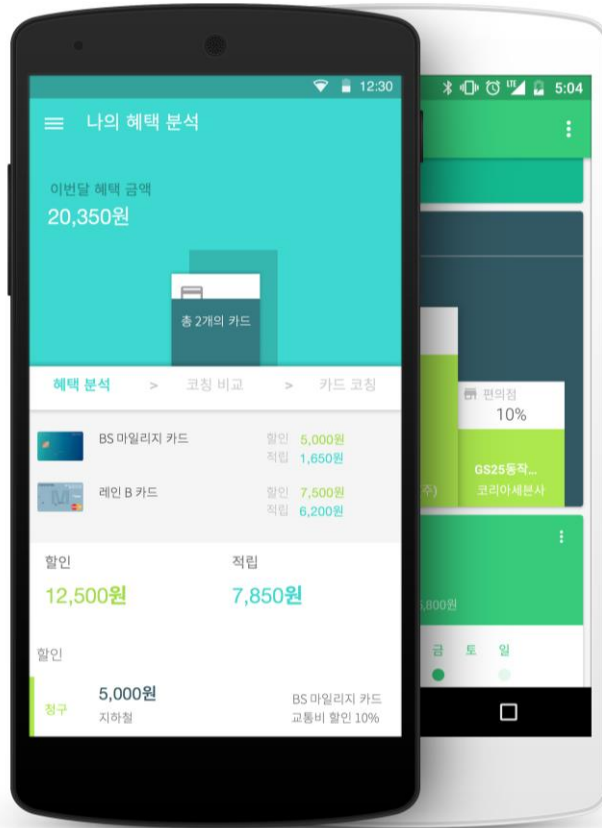 12:30
나의 혜택 분석
이번달 혜택 금액
20,350원
총 2개의 카드
혜택 분석 > 코칭 비교 > 카드 코칭
BS 마일리지 카드 할인 5,000원
적립 1,650원
레인 B 카드 할인 7,500원
적립 6,200원
할인 적립
12,500원 7,850원
할인
청구 5,000원 BS 마일리지 카드
지하철 교통비 할인 10%
LTE 5:04
편의점
10%
GS25동작...
주) 코리아세븐사
,800원
금 토 일